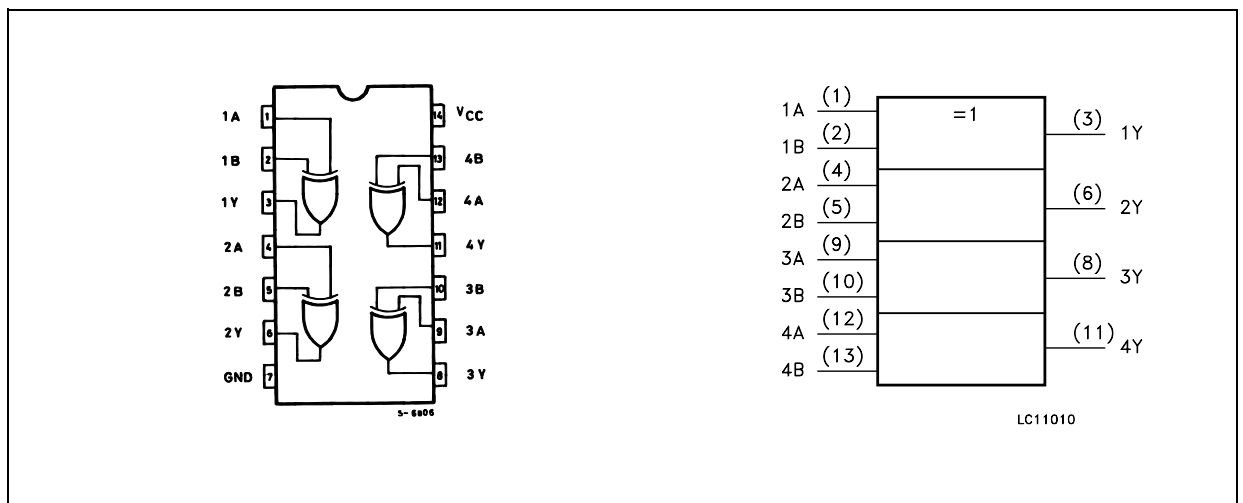 1A 1 14 VCC
1B 2 13 4B
1Y 3 12 4A
2A 4 11 4Y
2B 5 10 3B
2Y 6 9 3A
GND 7 8 3Y
S-6806
1A (1) =1 (3) 1Y
1B (2)
2A (4) (6) 2Y
2B (5)
3A (9) (8) 3Y
3B (10)
4A (12) (11) 4Y
4B (13)
LC11010